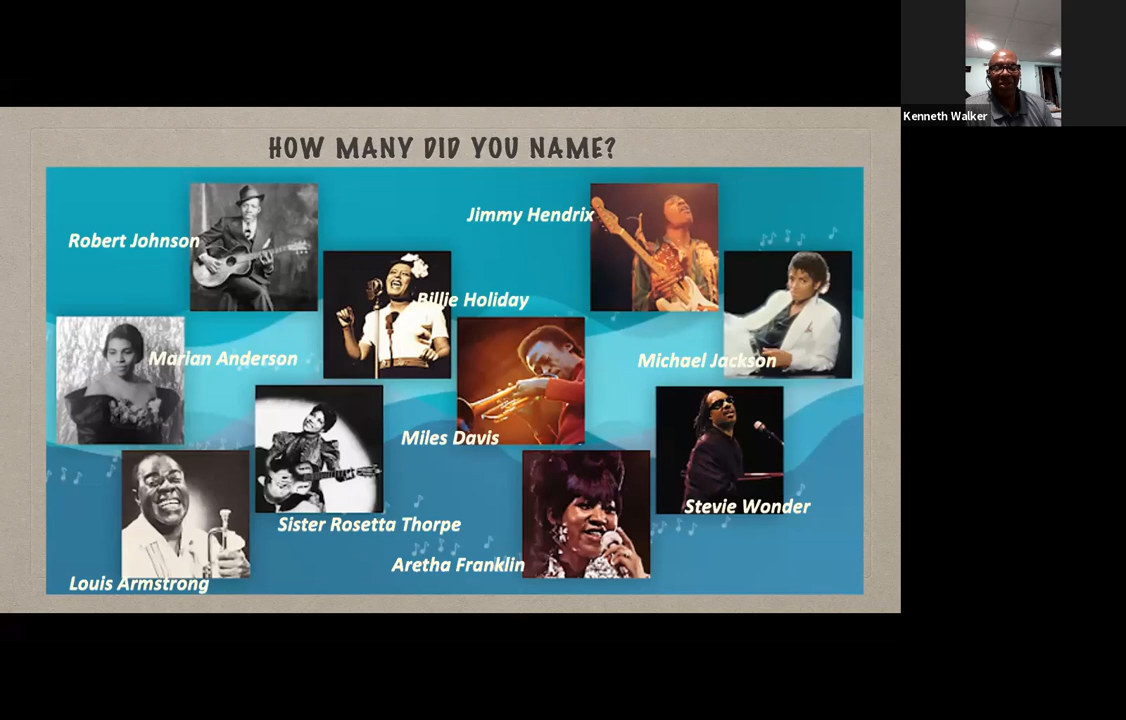 Kenneth Walker
HOW MANY DID YOU NAME?
Jimmy Hendrix
Robert Johnson
Billie Holiday
Marian Anderson
Michael Jackson
Miles Davis
Stevie Wonder
Sister Rosetta Thorpe
Aretha Franklin
Louis Armstrong